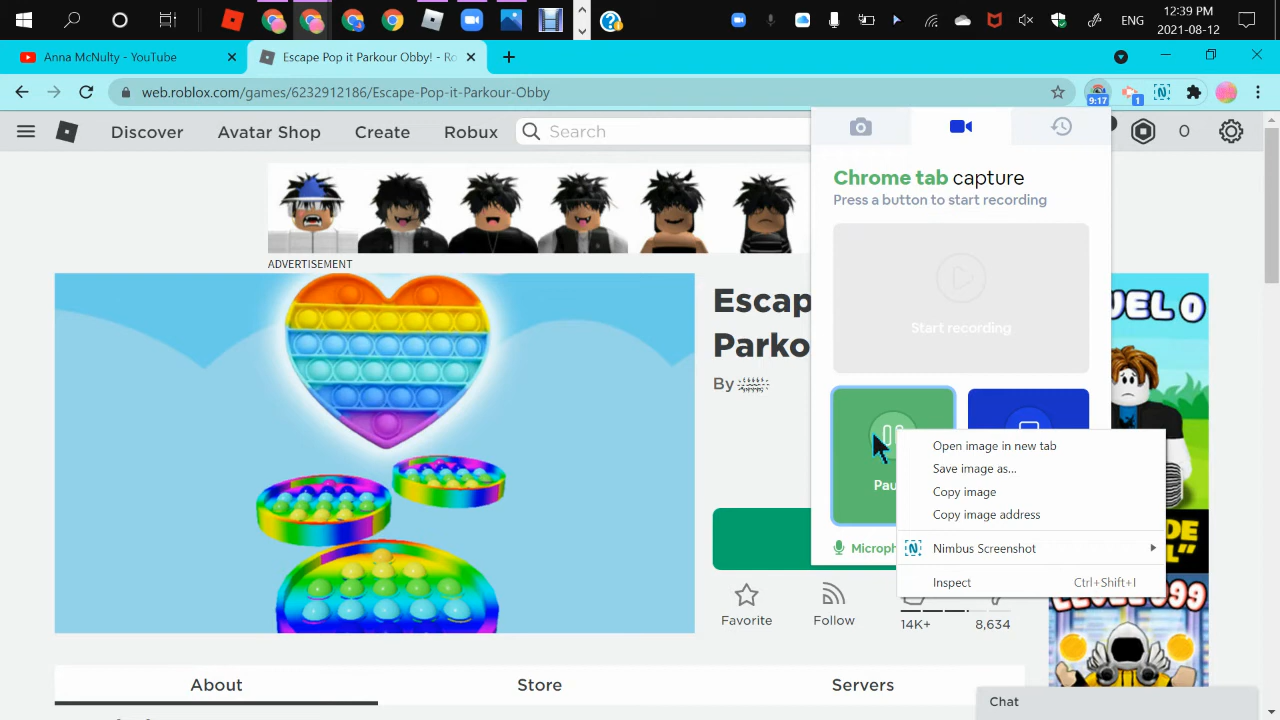 12:39 PM
ENG
2021-08-12
Anna McNulty - YouTube
Escape Pop it Parkour Obby! - Ro
web.roblox.com/games/6232912186/Escape-Pop-it-Parkour-Obby
9:17
1
Discover
Avatar Shop
Create
Robux
Search
0
Chrome tab capture
Press a button to start recording
Start recording
ADVERTISEMENT
Escap
Parko
By
Pau
Microph
Open image in new tab
Save image as...
Copy image
Copy image address
Nimbus Screenshot
Inspect
Ctrl+Shift+I
Favorite
Follow
14K+
8,634
About
Store
Servers
Chat